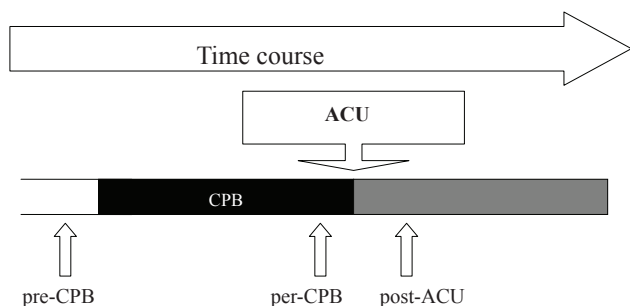 Time course
ACU
CPB
pre-CPB
per-CPB
post-ACU